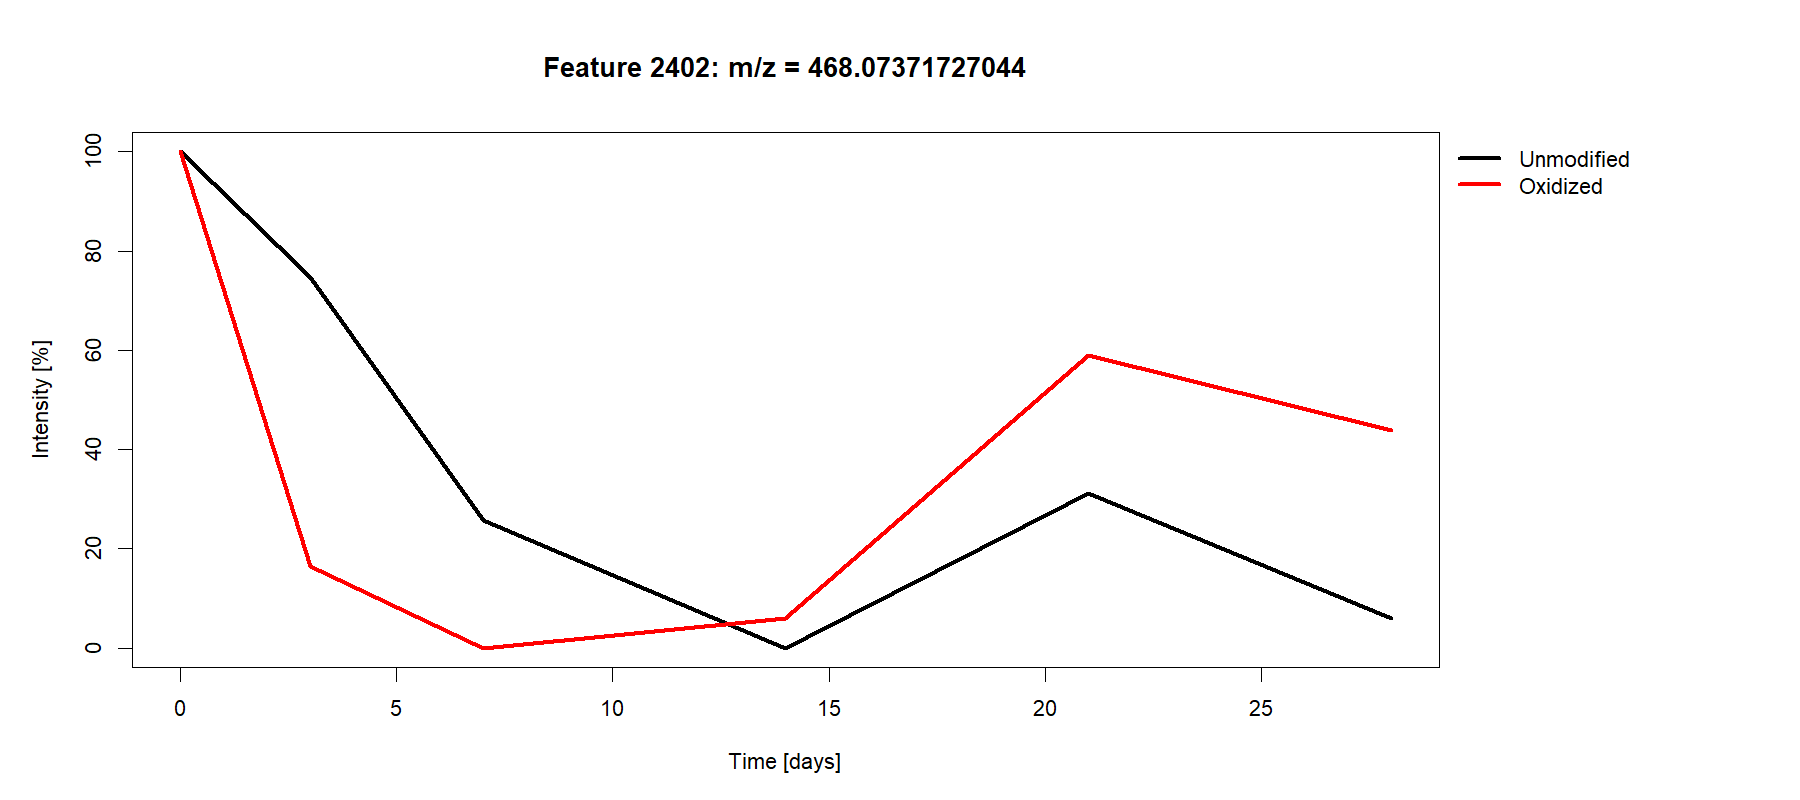 Feature 2402: m/z = 468.07371727044
Unmodified
Oxidized
Intensity [%]
100
80
60
40
20
0
0 5 10 15 20 25
Time [days]